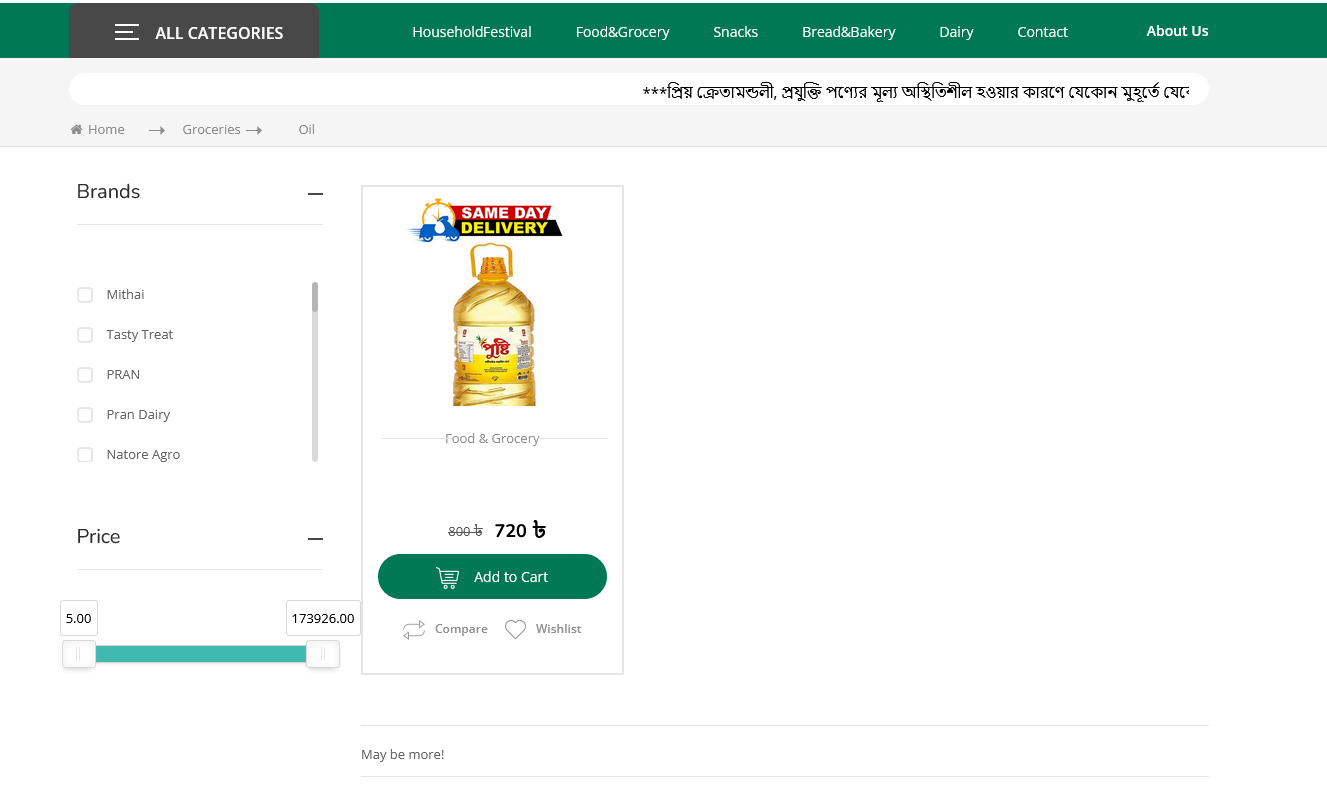 ALL CATEGORIES
HouseholdFestival Food&Grocery Snacks Bread&Bakery Dairy Contact About Us
***প্রিয় ক্রেতামন্ডলী, প্রযুক্তি পণ্যের মূল্য অস্থিতিশীল হওয়ার কারণে যেকোন মুহূর্তে
Home Groceries Oil
Brands
Mithai
Tasty Treat
PRAN
Pran Dairy
Natore Agro
Price
5.00 173926.00
SAME DAY
DELIVERY
পুষ্টি
Food & Grocery
800 ৳ 720 ৳
Add to Cart
Compare Wishlist
May be more!